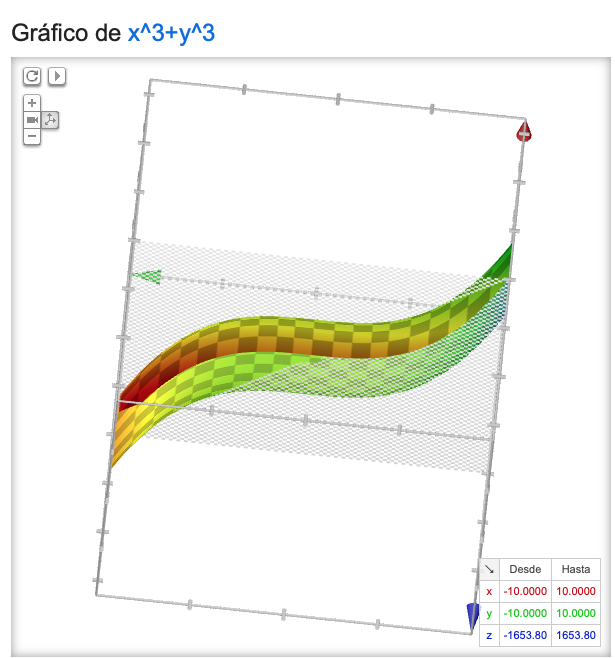 Gráfico de x^3+y^3
Desde Hasta
x -10.0000 10.0000
y -10.0000 10.0000
z -1653.80 1653.80